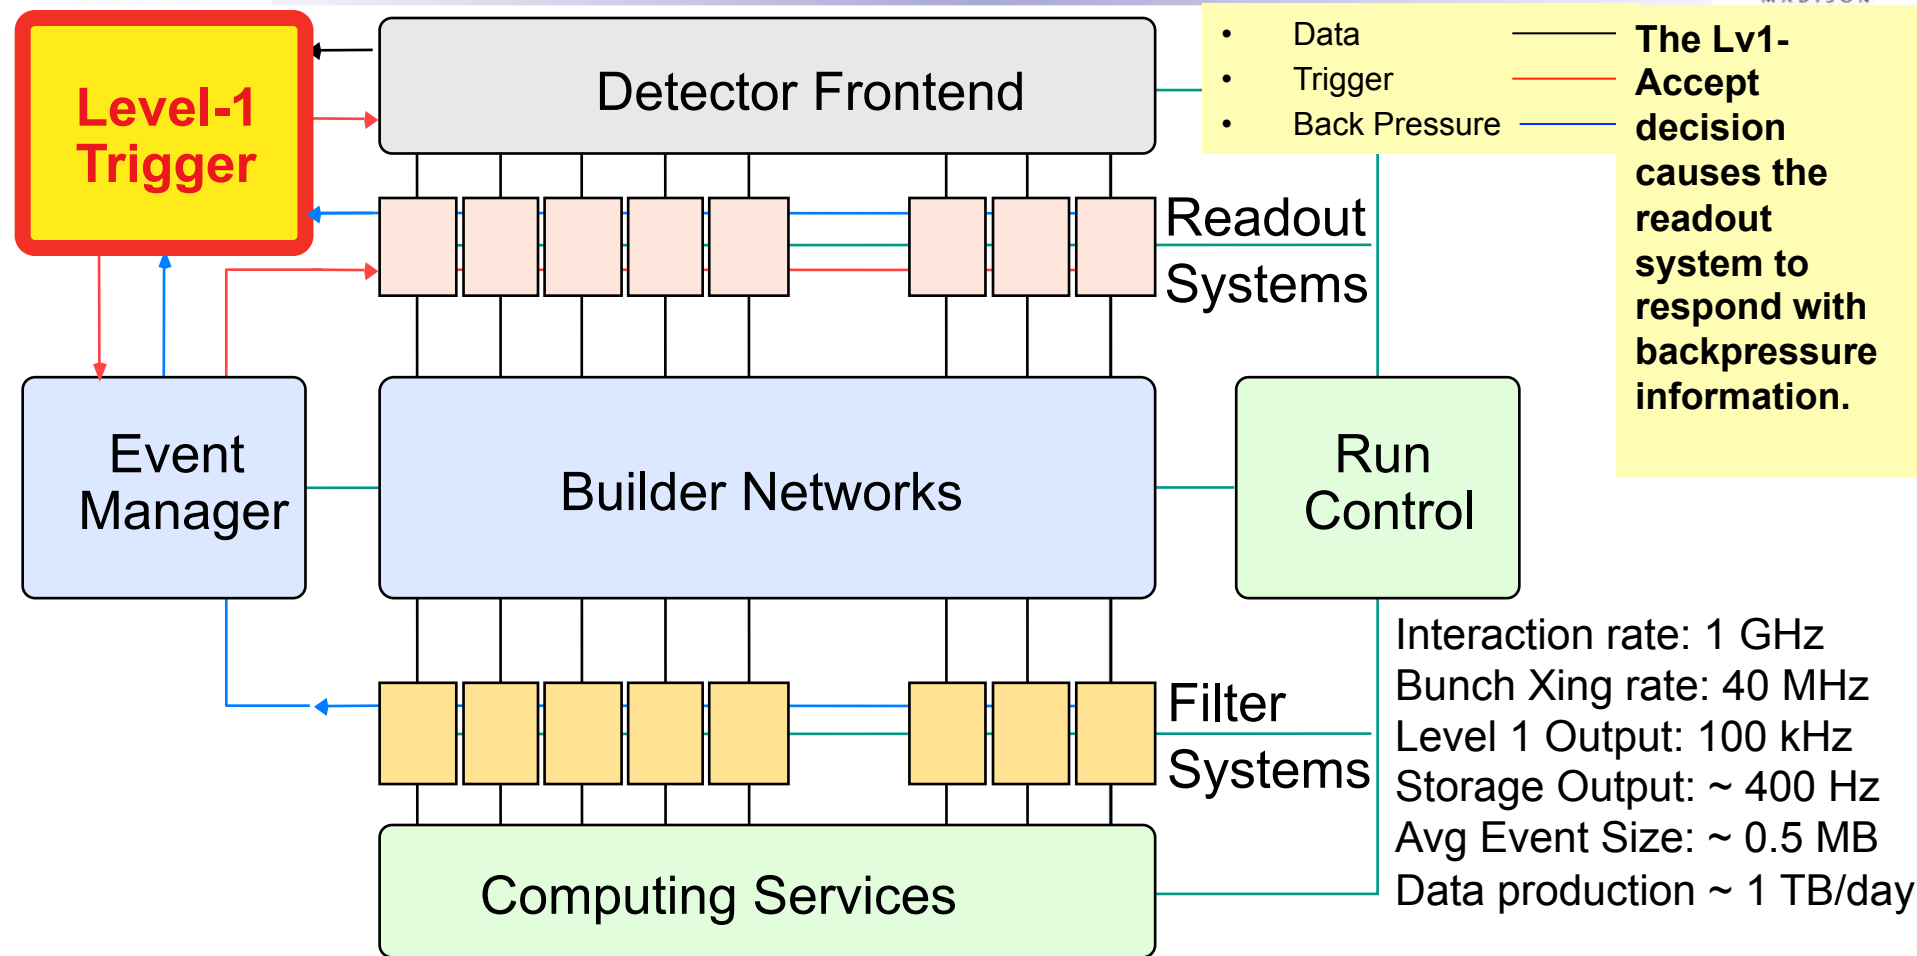 MADISON
Level-1
Trigger
Detector Frontend
• Data
• Trigger
• Back Pressure
The Lv1-
Accept
decision
causes the
readout
system to
respond with
backpressure
information.
Readout
Systems
Event
Manager
Builder Networks
Run
Control
Filter
Systems
Computing Services
Interaction rate: 1 GHz
Bunch Xing rate: 40 MHz
Level 1 Output: 100 kHz
Storage Output: ~ 400 Hz
Avg Event Size: ~ 0.5 MB
Data production ~ 1 TB/day